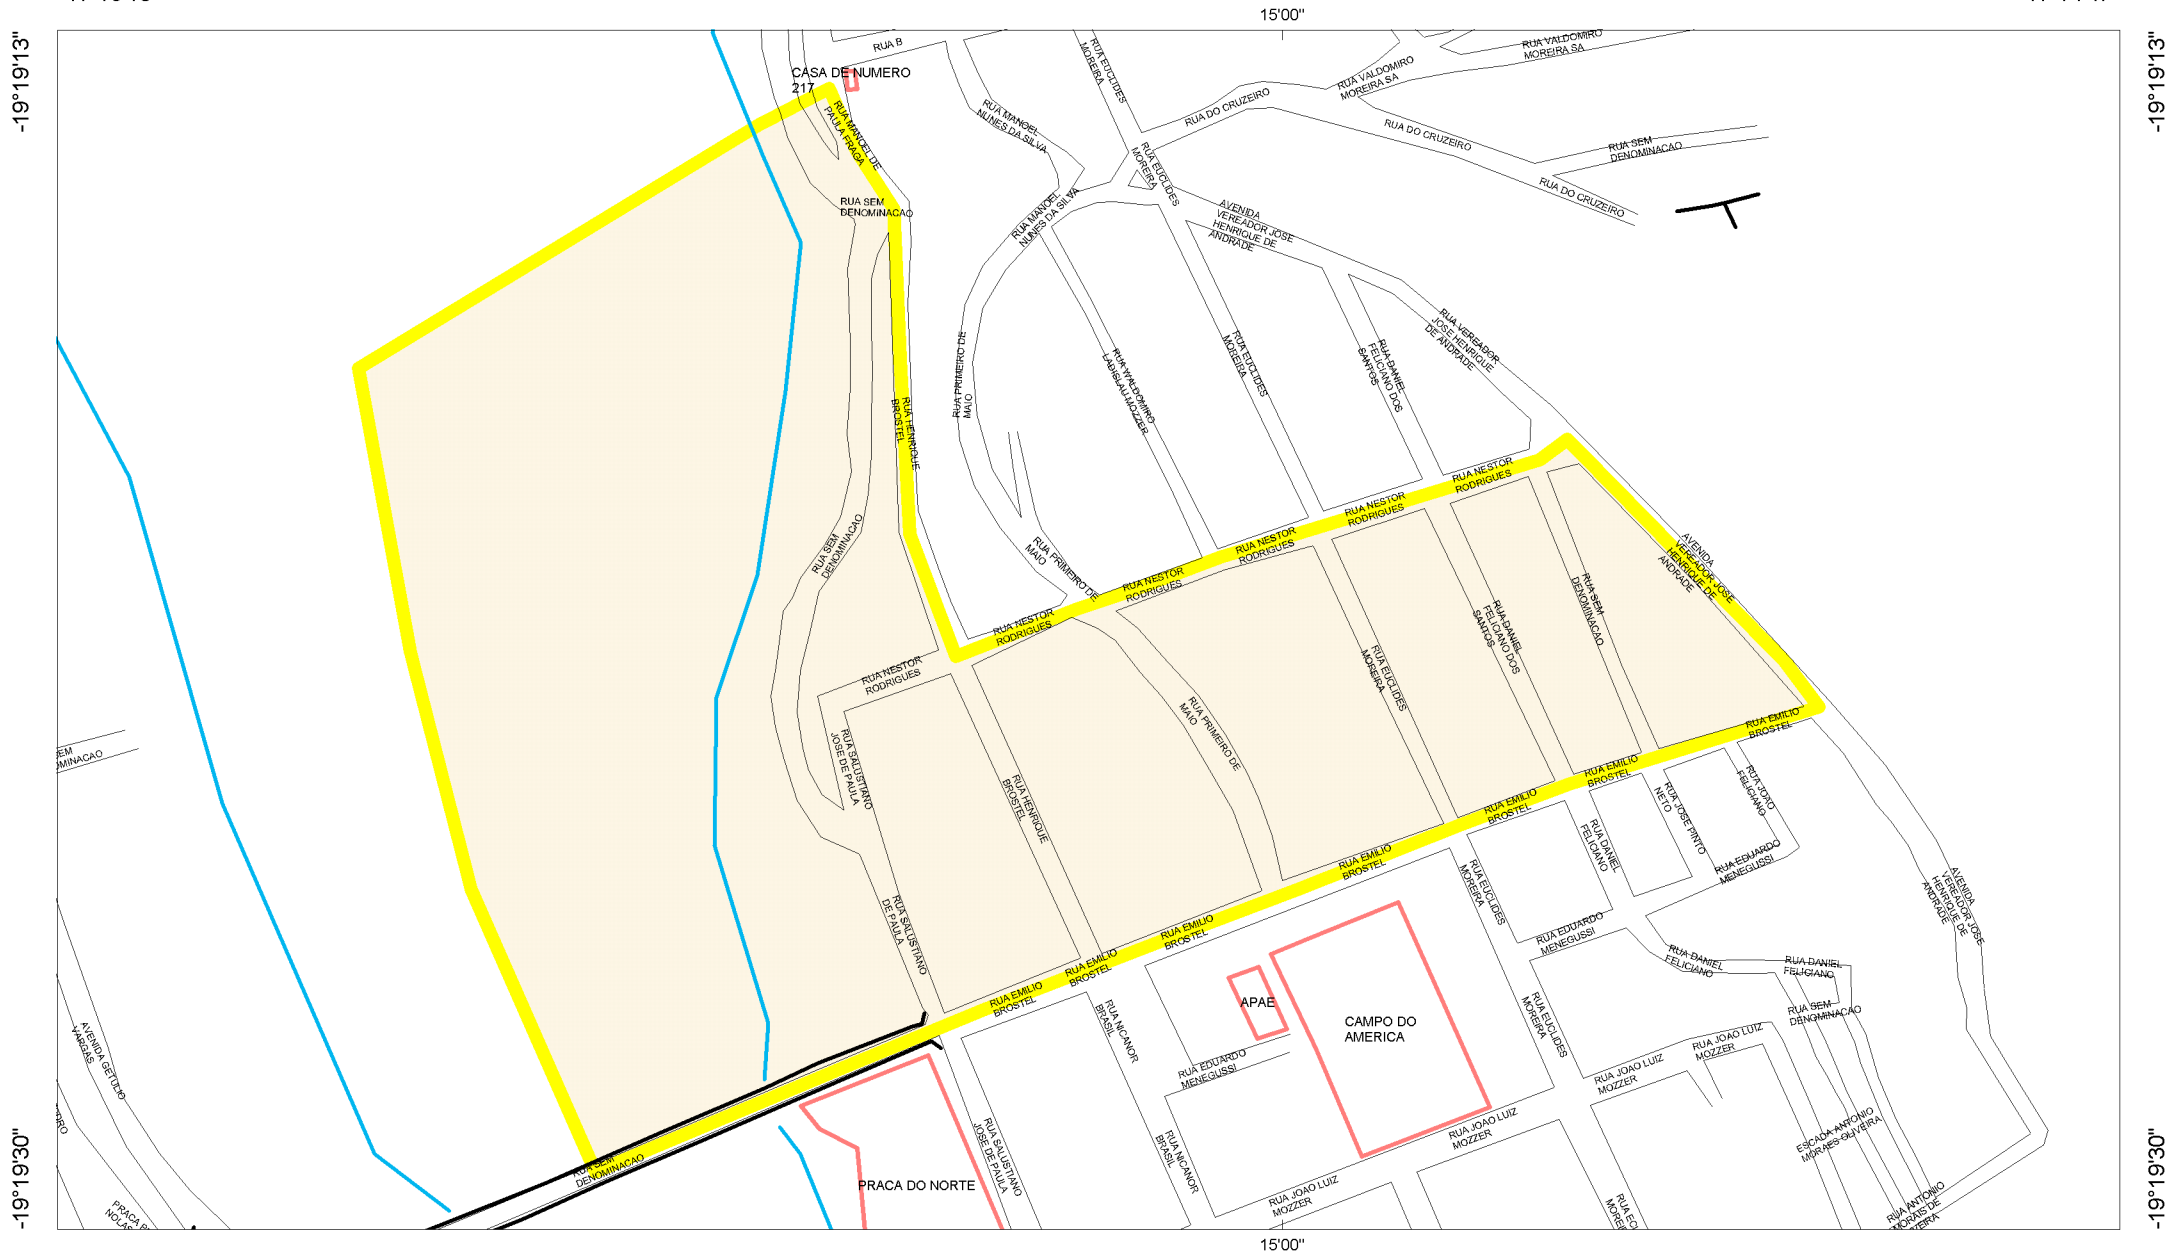 15'00"
-19°19'13"
-19°19'13"
RUA B
CASA DE NUMERO
217
RUA EUCLIDES
MOREIRA
RUA VALDOMIRO
MOREIRA SA
RUA VALDOMIRO
MOREIRA SA
RUA DO CRUZEIRO
RUA DO CRUZEIRO
RUA SEM
DENOMINACAO
RUA DO CRUZEIRO
RUA MANOEL
NUNES DA SILVA
RUA MANOEL DE
PAULA FRAGA
RUA EUCLIDES
MOREIRA
RUA SEM
DENOMINACAO
RUA MANOEL
NUNES DA SILVA
AVENIDA
VEREADOR JOSE
HENRIQUE DE
ANDRADE
RUA VEREADOR
JOSE HENRIQUE
DE ANDRADE
RUA PRIMEIRO DE
MAIO
RUA WALDOMIRO
LADISLAU MOZZER
RUA EUCLIDES
MOREIRA
RUA DANIEL
FELICIANO DOS
SANTOS
RUA HENRIQUE
BROSTEL
RUA NESTOR
RODRIGUES
RUA NESTOR
RODRIGUES
RUA NESTOR
RODRIGUES
RUA NESTOR
RODRIGUES
RUA NESTOR
RODRIGUES
RUA NESTOR
RODRIGUES
RUA SEM
DENOMINACAO
RUA PRIMEIRO DE
MAIO
AVENIDA
VEREADOR JOSE
HENRIQUE DE
ANDRADE
RUA SEM
DENOMINACAO
RUA DANIEL
FELICIANO DOS
SANTOS
RUA EUCLIDES
MOREIRA
RUA PRIMEIRO DE
MAIO
RUA SALUSTIANO
JOSE DE PAULA
RUA HENRIQUE
BROSTEL
RUA EMILIO
BROSTEL
RUA EMILIO
BROSTEL
RUA EMILIO
BROSTEL
RUA EMILIO
BROSTEL
RUA EMILIO
BROSTEL
RUA EMILIO
BROSTEL
RUA EMILIO
BROSTEL
RUA JOAO
FELICIANO
RUA JOSE PINTO
NETO
RUA DANIEL
FELICIANO
RUA EDUARDO
MENEGUSSI
RUA EUCLIDES
MOREIRA
RUA SALUSTIANO
DE PAULA
RUA EDUARDO
MENEGUSSI
AVENIDA
VEREADOR JOSE
HENRIQUE DE
ANDRADE
RUA DANIEL
FELICIANO
RUA DANIEL
FELICIANO
RUA SEM
DENOMINACAO
APAE
CAMPO DO
AMERICA
RUA NICANOR
BRASIL
RUA EUCLIDES
MOREIRA
RUA EDUARDO
MENEGUSSI
RUA JOAO LUIZ
MOZZER
RUA JOAO LUIZ
MOZZER
RUA JOAO LUIZ
MOZZER
RUA JOAO LUIZ
MOZZER
ESCADA ANTONIO
MORAES OLIVEIRA
RUA ANTONIO
MORAIS DE
RUA SALUSTIANO
JOSE DE PAULA
RUA NICANOR
BRASIL
RUA SEM
DENOMINACAO
PRACA DO NORTE
AVENIDA GETULIO
VARGAS
-19°19'30"
-19°19'30"
15'00"